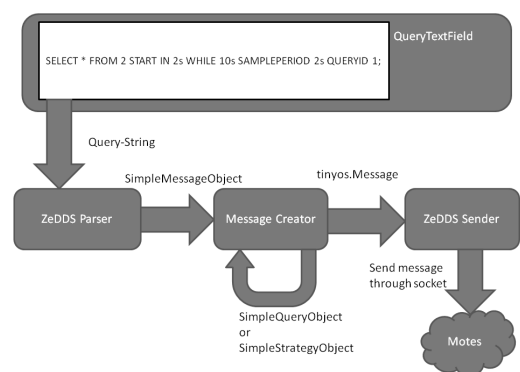 QueryTextField
SELECT * FROM 2 START IN 2s WHILE 10s SAMPLEPERIOD 2s QUERYID 1;
Query-String
SimpleMessageObject
tinyos.Message
ZeDDS Parser
Message Creator
ZeDDS Sender
Send message
through socket
SimpleQueryObject
or
SimpleStrategyObject
Motes